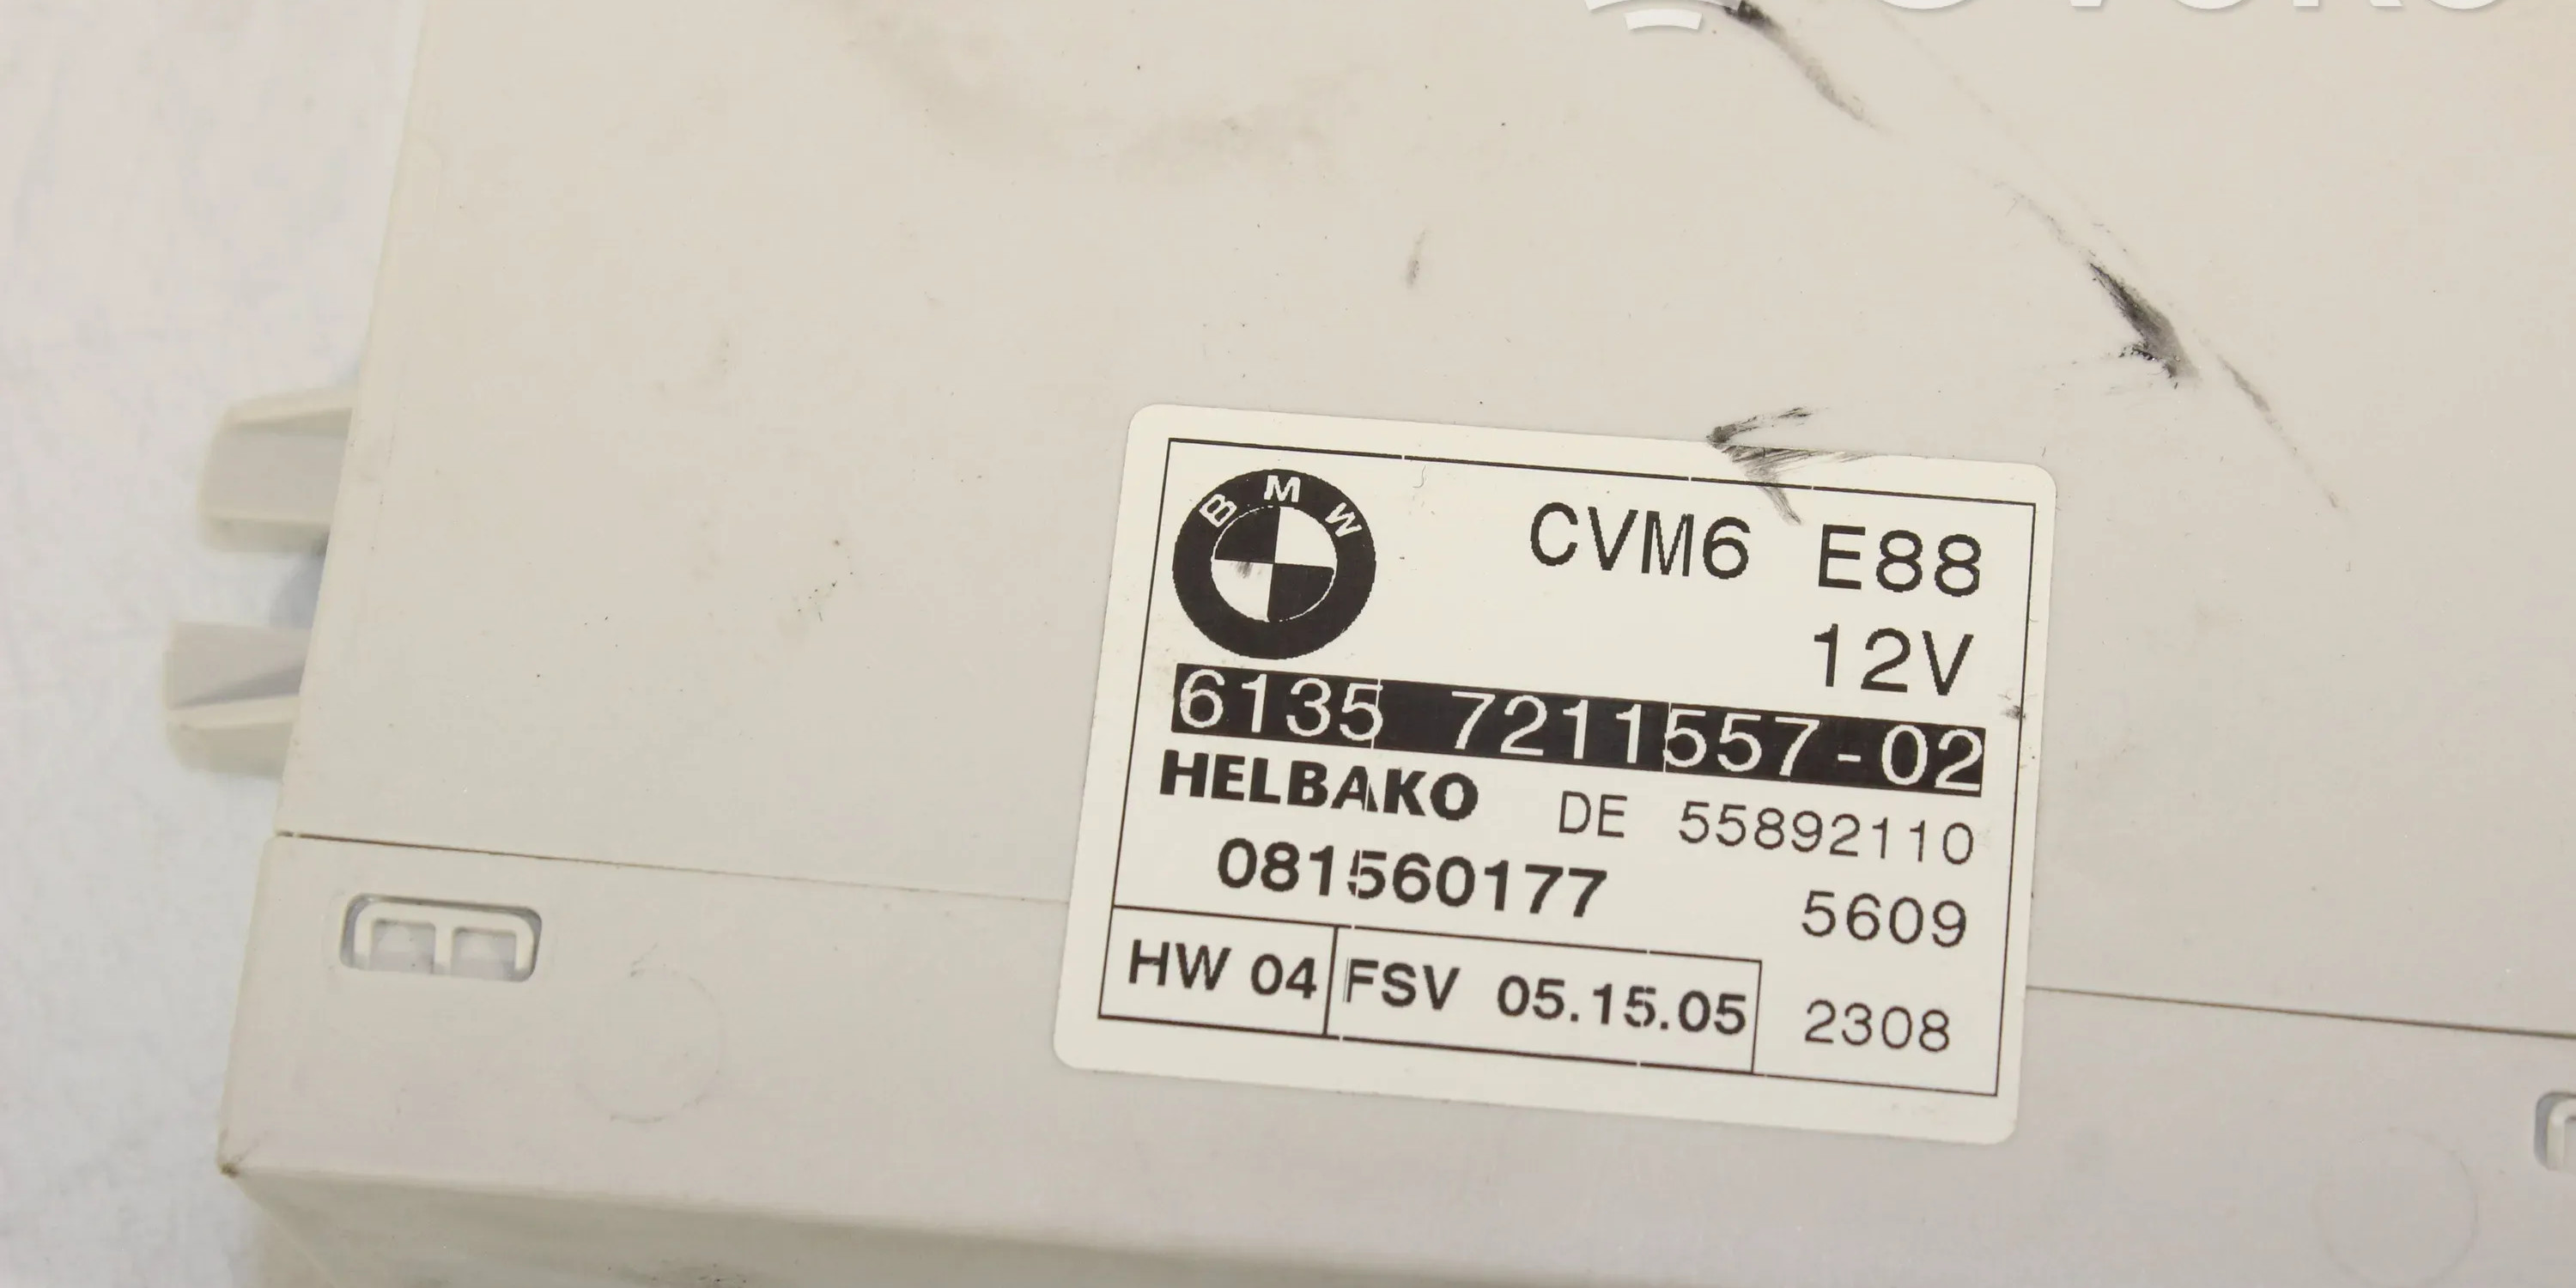 BMW
CVM6 E88
12V
6135 7211557-02
HELBAKO DE 55892110
081560177 5609
HW 04 FSV 05.15.05 2308